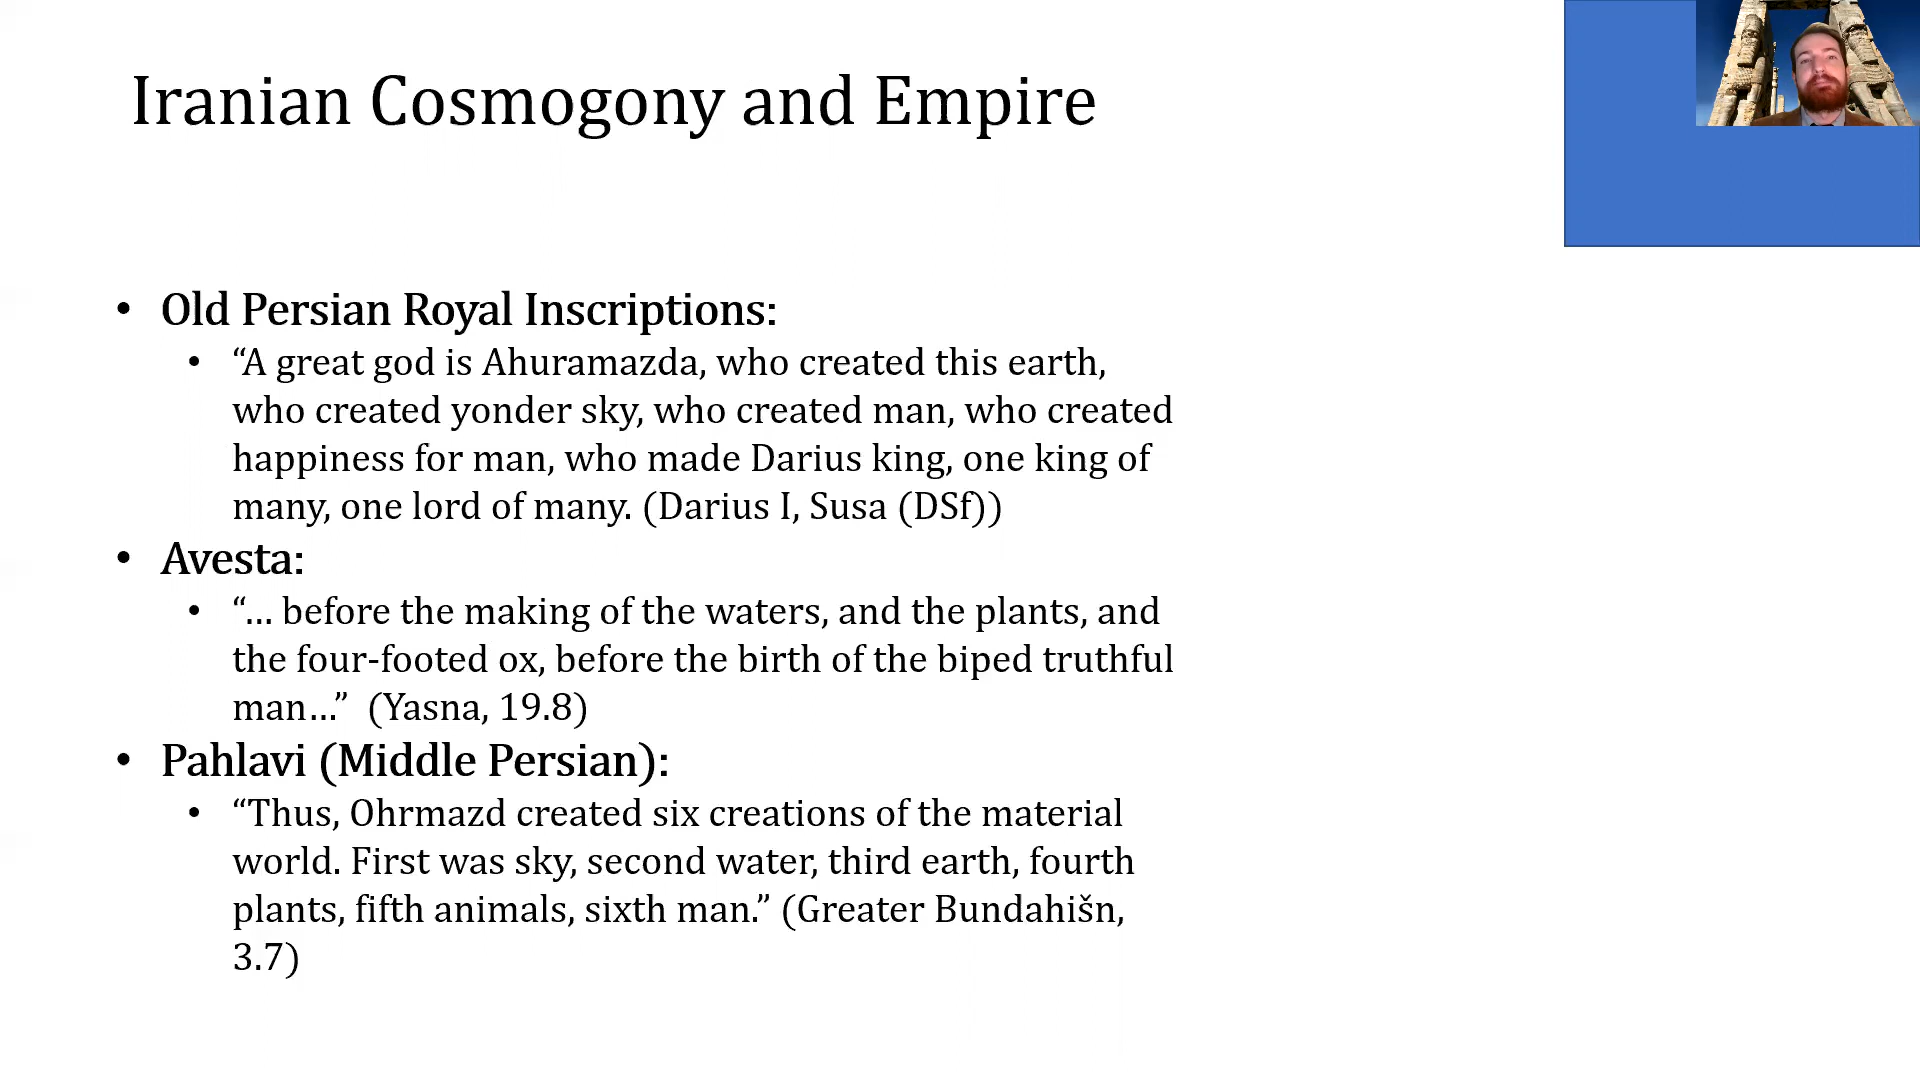 Iranian Cosmogony and Empire
• Old Persian Royal Inscriptions:
• “A great god is Ahuramazda, who created this earth,
who created yonder sky, who created man, who created
happiness for man, who made Darius king, one king of
many, one lord of many. (Darius I, Susa (DSf))
• Avesta:
• “… before the making of the waters, and the plants, and
the four-footed ox, before the birth of the biped truthful
man…”  (Yasna, 19.8)
• Pahlavi (Middle Persian):
• “Thus, Ohrmazd created six creations of the material
world. First was sky, second water, third earth, fourth
plants, fifth animals, sixth man.” (Greater Bundahišn,
3.7)